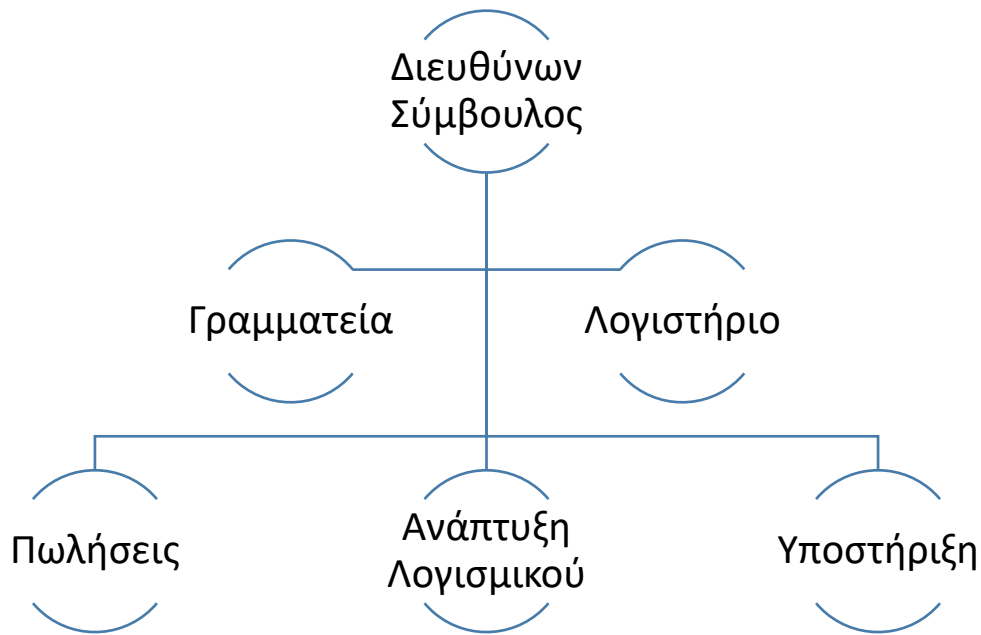 Διευθύνων
Σύμβουλος
Γραμματεία
Λογιστήριο
Πωλήσεις
Ανάπτυξη
Λογισμικού
Υποστήριξη